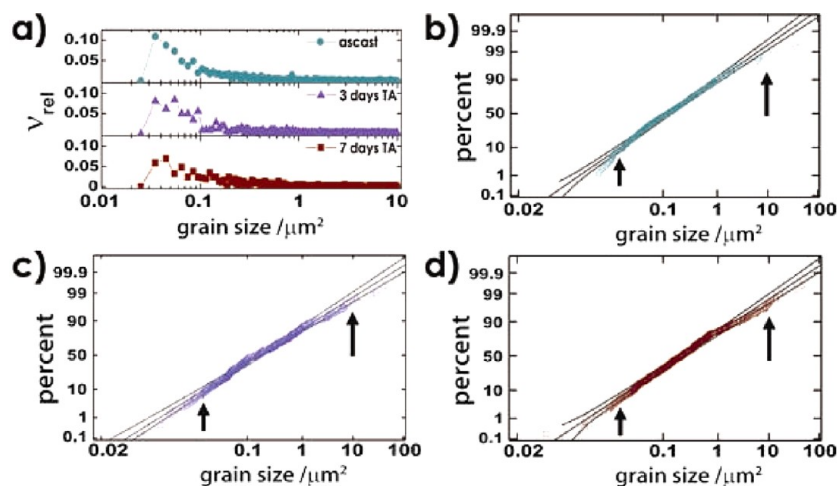 a)
0.10
0.05
ascast
0.10
0.05
3 days TA
0.10
0.05
0
7 days TA
ν rel
0.01 0.1 1 10
grain size /μm²
b)
99.9
99
90
50
10
1
0.1
percent
0.02 0.1 1 10 100
grain size /μm²
c)
99.9
99
90
50
10
1
0.1
percent
0.02 0.1 1 10 100
grain size /μm²
d)
99.9
99
90
50
10
1
0.1
percent
0.02 0.1 1 10 100
grain size /μm²